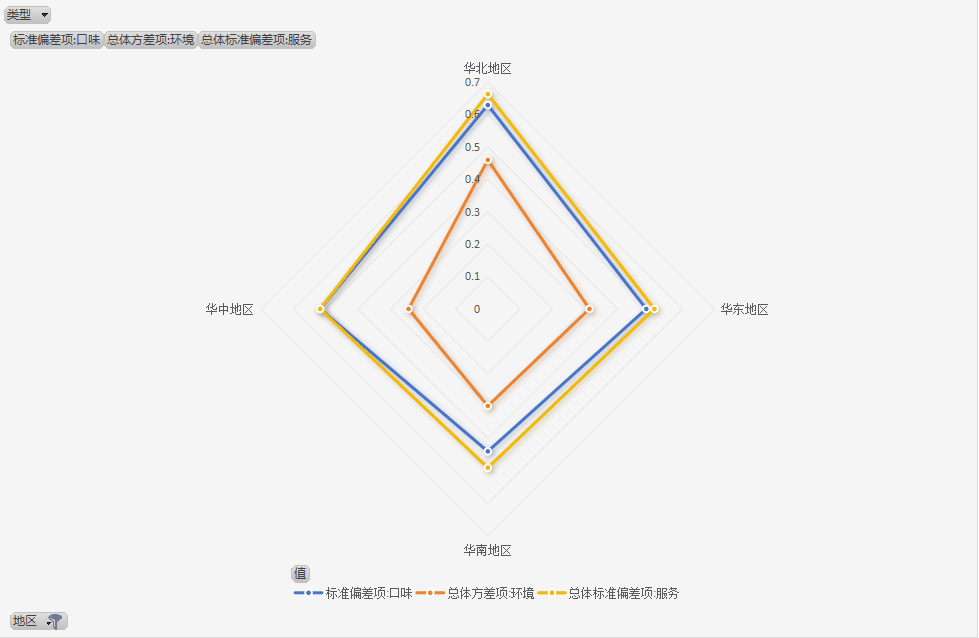 类型
标准偏差项:口味 总体方差项:环境 总体标准偏差项:服务
华北地区
0.7
0.6
0.5
0.4
0.3
0.2
0.1
华中地区 0 华东地区
华南地区
值
标准偏差项:口味 总体方差项:环境 总体标准偏差项:服务
地区